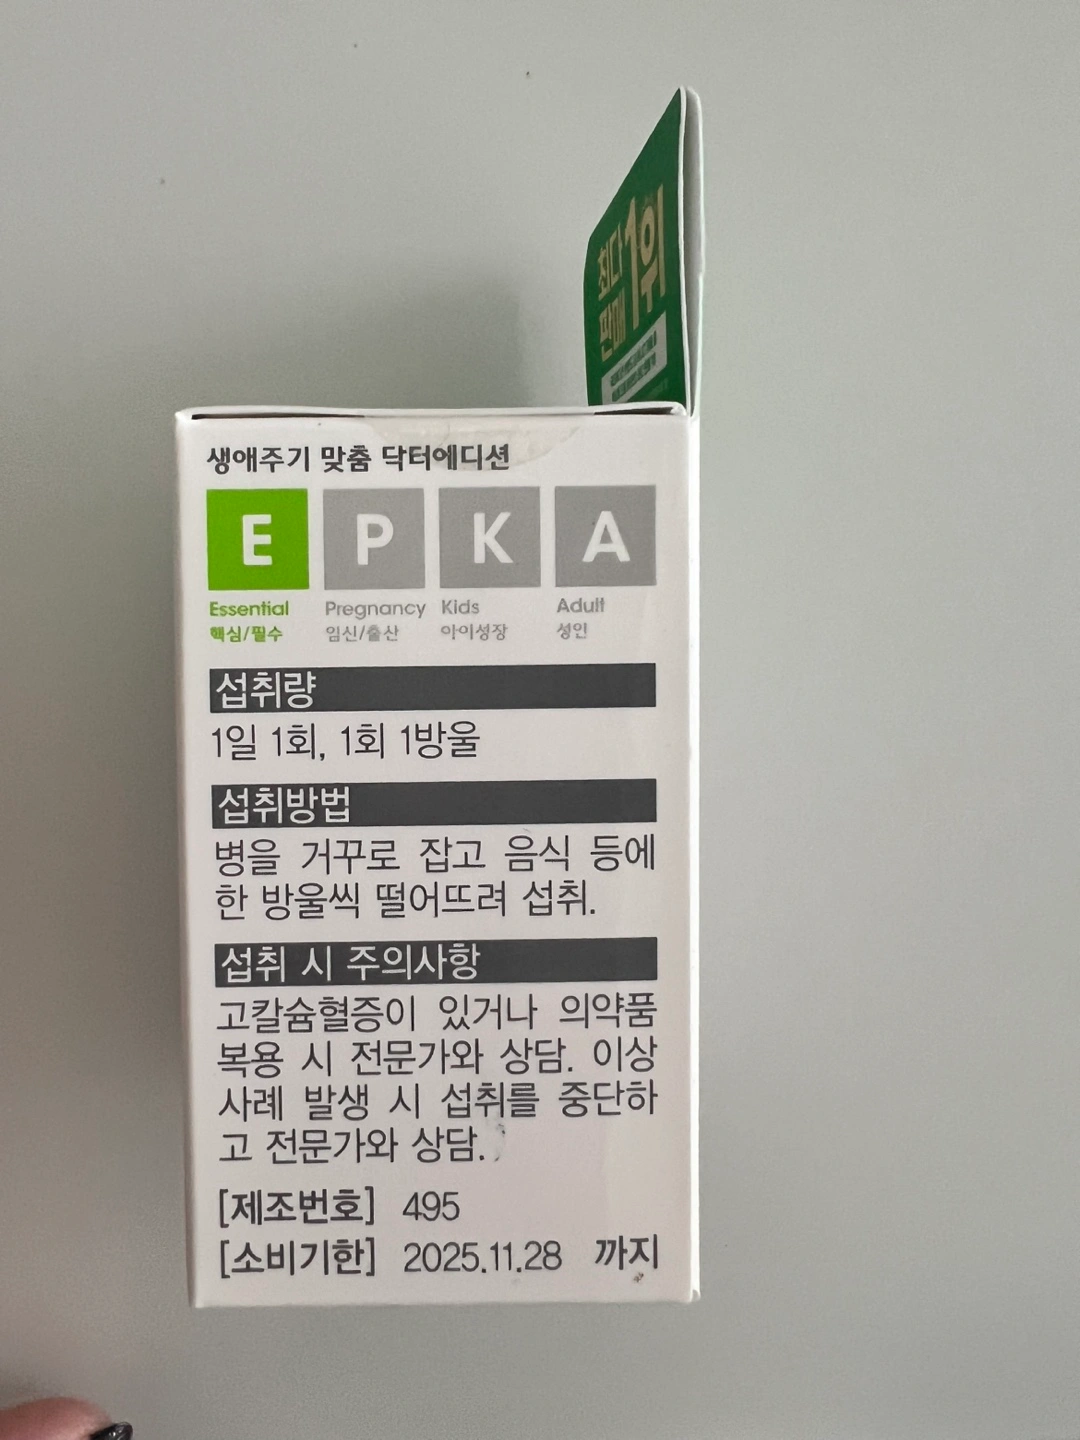 최다
판매
1위
생애주기 맞춤 닥터에디션
E P K A
Essential Pregnancy Kids Adult
핵심/필수 임신/출산 아이성장 성인
섭취량
1일 1회, 1회 1방울
섭취방법
병을 거꾸로 잡고 음식 등에
한 방울씩 떨어뜨려 섭취.
섭취 시 주의사항
고칼슘혈증이 있거나 의약품
복용 시 전문가와 상담. 이상
사례 발생 시 섭취를 중단하
고 전문가와 상담.
[제조번호] 495
[소비기한] 2025.11.28 까지